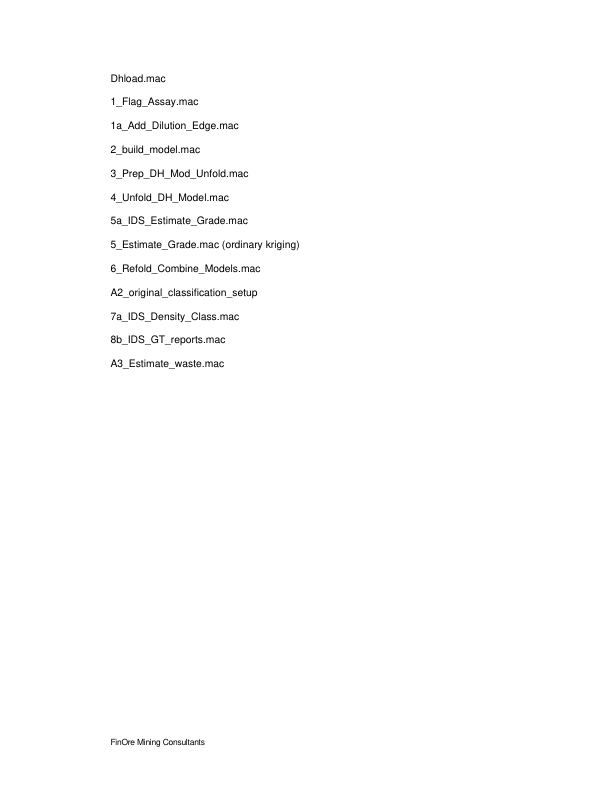 Dhload.mac
1_Flag_Assay.mac
1a_Add_Dilution_Edge.mac
2_build_model.mac
3_Prep_DH_Mod_Unfold.mac
4_Unfold_DH_Model.mac
5a_IDS_Estimate_Grade.mac
5_Estimate_Grade.mac (ordinary kriging)
6_Refold_Combine_Models.mac
A2_original_classification_setup
7a_IDS_Density_Class.mac
8b_IDS_GT_reports.mac
A3_Estimate_waste.mac
FinOre Mining Consultants